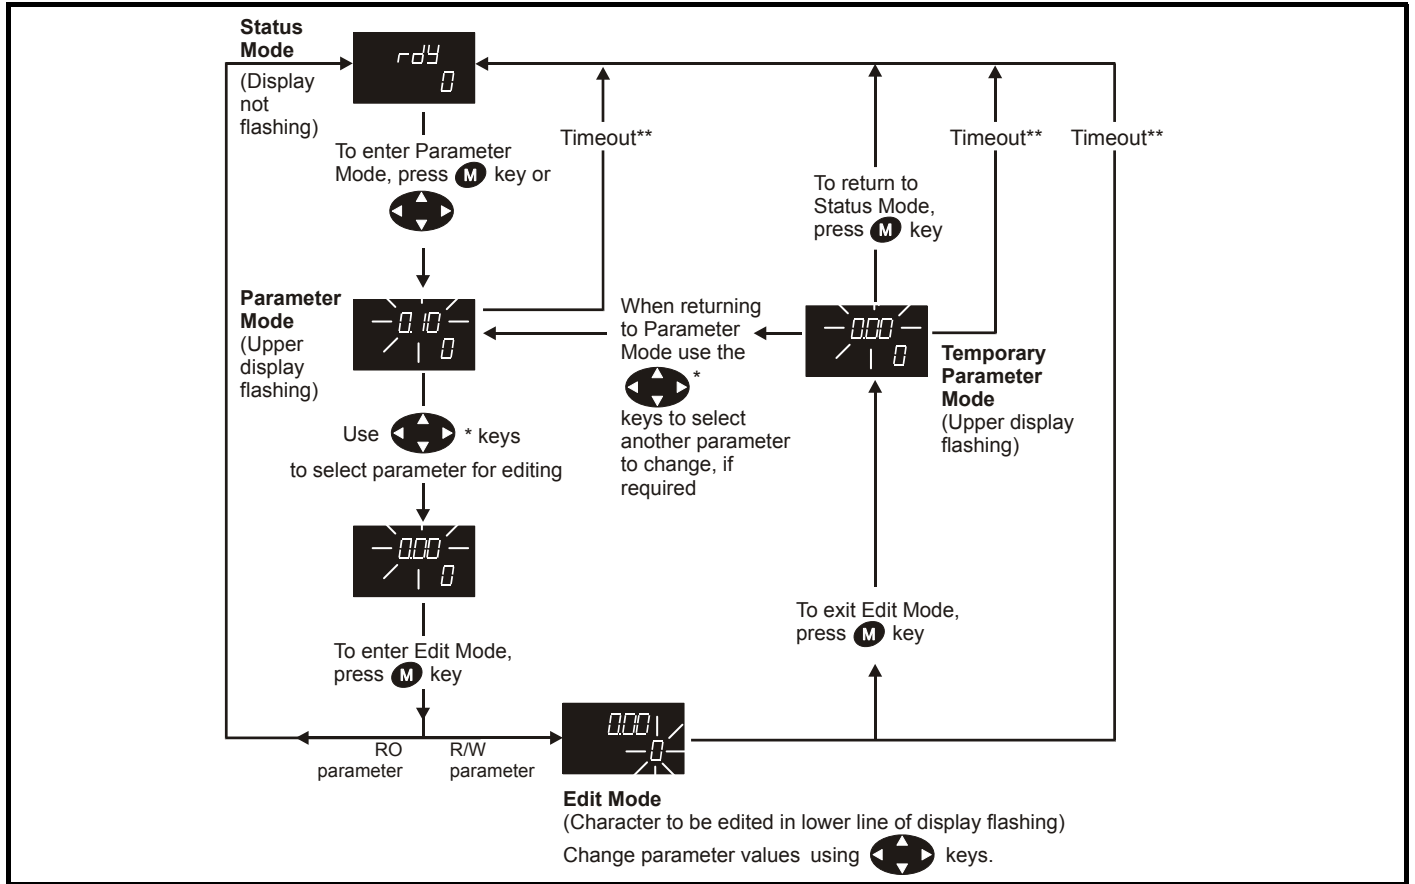 Status
Mode
(Display
not
flashing)
rdY
0
To enter Parameter
Mode, press M key or
Timeout**
Timeout**
Timeout**
To return to
Status Mode,
press M key
Parameter
Mode
(Upper
display
flashing)
0.10
0
When returning
to Parameter
Mode use the
*
keys to select
another parameter
to change, if
required
0.00
0
Temporary
Parameter
Mode
(Upper display
flashing)
Use * keys
to select parameter for editing
0.00
0
To enter Edit Mode,
press M key
To exit Edit Mode,
press M key
RO
parameter
R/W
parameter
0.00
0
Edit Mode
(Character to be edited in lower line of display flashing)
Change parameter values using keys.